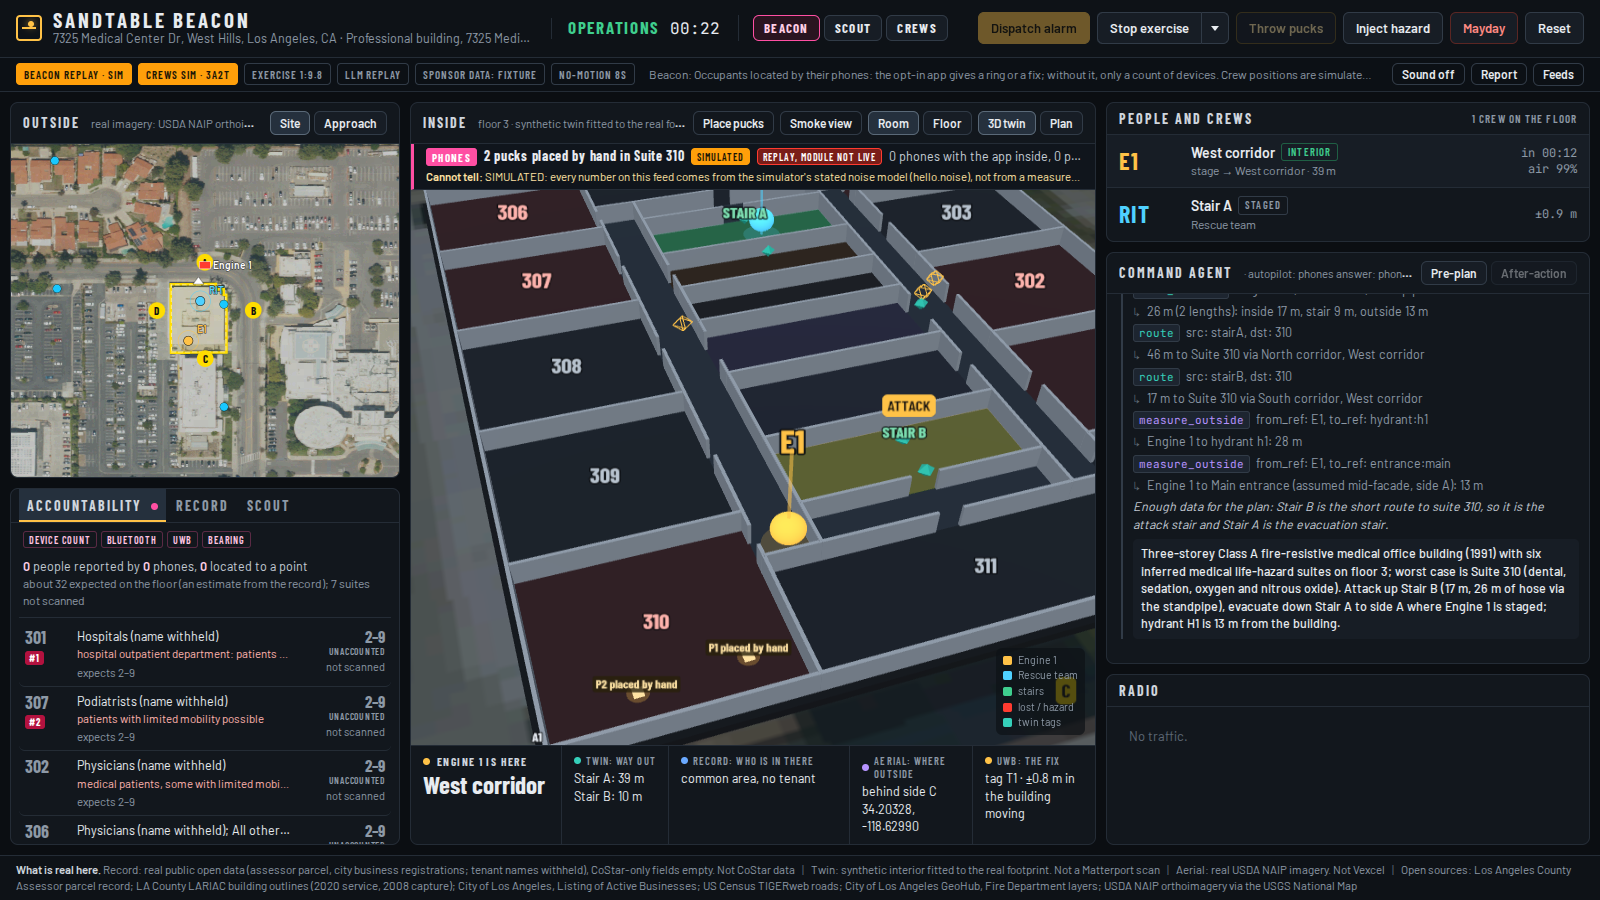 SANDTABLE BEACON
7325 Medical Center Dr, West Hills, Los Angeles, CA · Professional building, 7325 Medi...
OPERATIONS 00:22
BEACON SCOUT CREWS
Dispatch alarm Stop exercise Throw pucks Inject hazard Mayday Reset
BEACON REPLAY · SIM CREWS SIM · 3A2T EXERCISE 1:9.8 LLM REPLAY SPONSOR DATA: FIXTURE NO-MOTION 8S
Beacon: Occupants located by their phones: the opt-in app gives a ring or a fix; without it, only a count of devices. Crew positions are simulate...
Sound off Report Feeds
OUTSIDE real imagery: USDA NAIP orthoi... Site Approach
Engine 1
RIT
D
B
E1
C
ACCOUNTABILITY RECORD SCOUT
DEVICE COUNT BLUETOOTH UWB BEARING
0 people reported by 0 phones, 0 located to a point
about 32 expected on the floor (an estimate from the record); 7 suites
not scanned
301 Hospitals (name withheld) 2–9
#1 hospital outpatient department: patients ... UNACCOUNTED
expects 2–9 not scanned
307 Podiatrists (name withheld) 2–9
#2 patients with limited mobility possible UNACCOUNTED
expects 2–9 not scanned
302 Physicians (name withheld) 2–9
medical patients, some with limited mobi... UNACCOUNTED
expects 2–9 not scanned
306 Physicians (name withheld); All other... 2–9
UNACCOUNTED
INSIDE floor 3 · synthetic twin fitted to the real fo... Place pucks Smoke view Room Floor 3D twin Plan
PHONES 2 pucks placed by hand in Suite 310 SIMULATED REPLAY, MODULE NOT LIVE 0 phones with the app inside, 0 p...
Cannot tell: SIMULATED: every number on this feed comes from the simulator's stated noise model (hello.noise), not from a measure...
306
STAIR A
303
307
302
308
ATTACK
STAIR B
E1
309
311
310
P1 placed by hand
P2 placed by hand
A1
C
Engine 1
Rescue team
stairs
lost / hazard
twin tags
ENGINE 1 IS HERE
West corridor
TWIN: WAY OUT
Stair A: 39 m
Stair B: 10 m
RECORD: WHO IS IN THERE
common area, no tenant
AERIAL: WHERE
OUTSIDE
behind side C
34.20328,
-118.62990
UWB: THE FIX
tag T1 · ±0.8 m in
the building
moving
PEOPLE AND CREWS 1 CREW ON THE FLOOR
E1 West corridor INTERIOR in 00:12
stage → West corridor · 39 m air 99%
RIT Stair A STAGED ±0.9 m
Rescue team
COMMAND AGENT · autopilot: phones answer: phon... Pre-plan After-action
↳ 26 m (2 lengths): inside 17 m, stair 9 m, outside 13 m
route src: stairA, dst: 310
↳ 46 m to Suite 310 via North corridor, West corridor
route src: stairB, dst: 310
↳ 17 m to Suite 310 via South corridor, West corridor
measure_outside from_ref: E1, to_ref: hydrant:h1
↳ Engine 1 to hydrant h1: 28 m
measure_outside from_ref: E1, to_ref: entrance:main
↳ Engine 1 to Main entrance (assumed mid-facade, side A): 13 m
Enough data for the plan: Stair B is the short route to suite 310, so it is the
attack stair and Stair A is the evacuation stair.
Three-storey Class A fire-resistive medical office building (1991) with six
inferred medical life-hazard suites on floor 3; worst case is Suite 310 (dental,
sedation, oxygen and nitrous oxide). Attack up Stair B (17 m, 26 m of hose via
the standpipe), evacuate down Stair A to side A where Engine 1 is staged;
hydrant H1 is 13 m from the building.
RADIO
No traffic.
What is real here. Record: real public open data (assessor parcel, city business registrations; tenant names withheld), CoStar-only fields empty. Not CoStar data | Twin: synthetic interior fitted to the real footprint. Not a Matterport scan | Aerial: real USDA NAIP imagery. Not Vexcel | Open sources: Los Angeles County
Assessor parcel record; LA County LARIAC building outlines (2020 service, 2008 capture); City of Los Angeles, Listing of Active Businesses; US Census TIGERweb roads; City of Los Angeles GeoHub, Fire Department layers; USDA NAIP orthoimagery via the USGS National Map